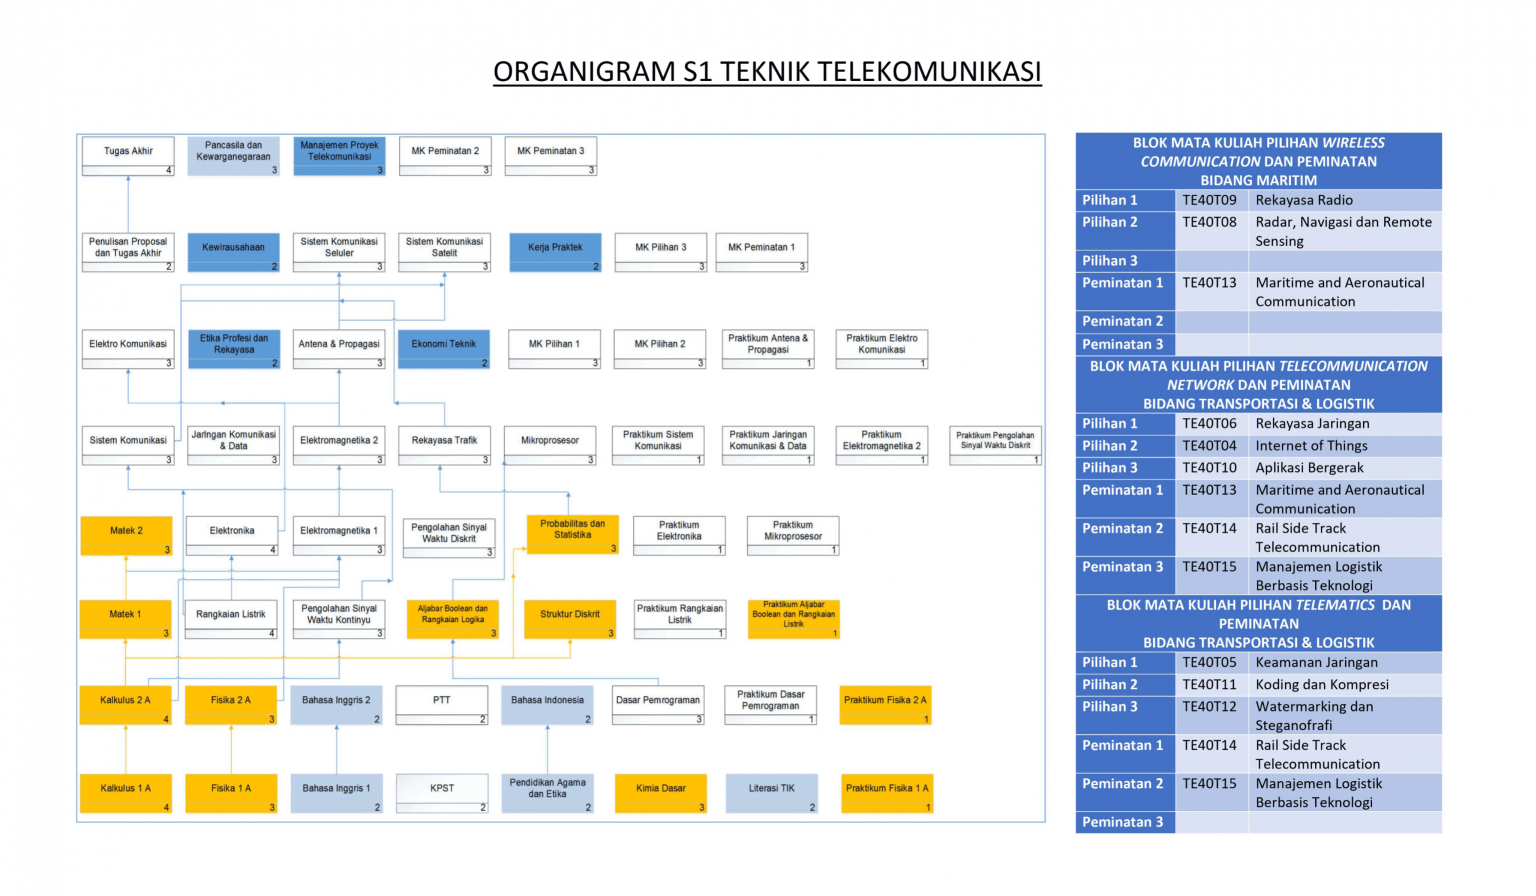 ORGANIGRAM S1 TEKNIK TELEKOMUNIKASI
Tugas Akhir
4
Pancasila dan
Kewarganegaraan
3
Manajemen Proyek
Telekomunikasi
3
MK Peminatan 2
3
MK Peminatan 3
3
Penulisan Proposal
dan Tugas Akhir
2
Kewirausahaan
2
Sistem Komunikasi
Seluler
3
Sistem Komunikasi
Satelit
3
Kerja Praktek
2
MK Pilihan 3
3
MK Peminatan 1
3
Elektro Komunikasi
3
Etika Profesi dan
Rekayasa
2
Antena & Propagasi
3
Ekonomi Teknik
2
MK Pilihan 1
3
MK Pilihan 2
3
Praktikum Antena &
Propagasi
1
Praktikum Elektro
Komunikasi
1
Sistem Komunikasi
3
JarIngan Komunikasi
& Data
3
Elektromagnetika 2
3
Rekayasa Trafik
3
Mikroprosesor
3
Praktikum Sistem
Komunikasi
1
Praktikum Jaringan
Komunikasi & Data
1
Praktikum
Elektromagnetika 2
1
Praktikum Pengolahan
Sinyal Waktu Diskrit
1
Matek 2
3
Elektronika
4
Elektromagnetika 1
3
Pengolahan Sinyal
Waktu Diskrit
3
Probabilitas dan
Statistika
3
Praktikum
Elektronika
1
Praktikum
Mikroprosesor
1
Matek 1
3
Rangkaian Listrik
4
Pengolahan Sinyal
Waktu Kontinyu
3
Aljabar Boolean dan
Rangkaian Logika
3
Struktur Diskrit
3
Praktikum Rangkaian
Listrik
1
Praktikum Aljabar
Boolean dan Rangkaian
Listrik
1
Kalkulus 2 A
4
Fisika 2 A
3
Bahasa Inggris 2
2
PTT
2
Bahasa Indonesia
2
Dasar Pemrograman
3
Praktikum Dasar
Pemrograman
1
Praktikum Fisika 2 A
1
Kalkulus 1 A
4
Fisika 1 A
3
Bahasa Inggris 1
2
KPST
2
Pendidikan Agama
dan Etika
2
Kimia Dasar
3
Literasi TIK
2
Praktikum Fisika 1 A
1
BLOK MATA KULIAH PILIHAN WIRELESS
COMMUNICATION DAN PEMINATAN
BIDANG MARITIM
Pilihan 1 TE40T09 Rekayasa Radio
Pilihan 2 TE40T08 Radar, Navigasi dan Remote
Sensing
Pilihan 3
Peminatan 1 TE40T13 Maritime and Aeronautical
Communication
Peminatan 2
Peminatan 3
BLOK MATA KULIAH PILIHAN TELECOMMUNICATION
NETWORK DAN PEMINATAN
BIDANG TRANSPORTASI & LOGISTIK
Pilihan 1 TE40T06 Rekayasa Jaringan
Pilihan 2 TE40T04 Internet of Things
Pilihan 3 TE40T10 Aplikasi Bergerak
Peminatan 1 TE40T13 Maritime and Aeronautical
Communication
Peminatan 2 TE40T14 Rail Side Track
Telecommunication
Peminatan 3 TE40T15 Manajemen Logistik
Berbasis Teknologi
BLOK MATA KULIAH PILIHAN TELEMATICS DAN
PEMINATAN
BIDANG TRANSPORTASI & LOGISTIK
Pilihan 1 TE40T05 Keamanan Jaringan
Pilihan 2 TE40T11 Koding dan Kompresi
Pilihan 3 TE40T12 Watermarking dan
Steganofrafi
Peminatan 1 TE40T14 Rail Side Track
Telecommunication
Peminatan 2 TE40T15 Manajemen Logistik
Berbasis Teknologi
Peminatan 3